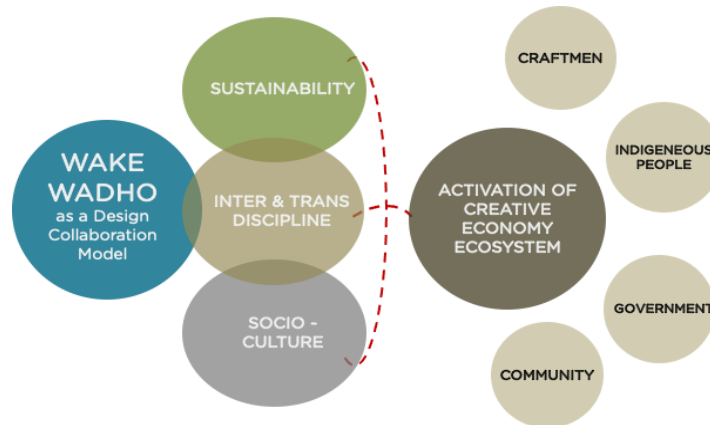 WAKE
WADHO
as a Design
Collaboration
Model
SUSTAINABILITY
INTER & TRANS
DISCIPLINE
SOCIO -
CULTURE
ACTIVATION OF
CREATIVE
ECONOMY
ECOSYSTEM
CRAFTMEN
INDIGENEOUS
PEOPLE
GOVERNMENT
COMMUNITY